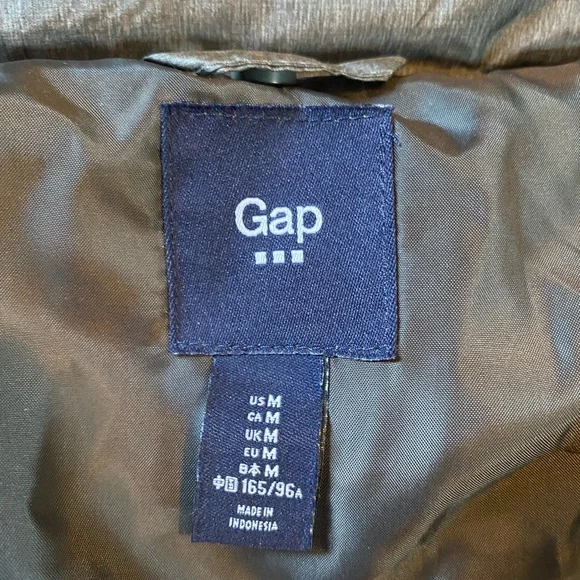 Gap
US M
CA M
UK M
EU M
日本 M
中国 165/96A
MADE IN
INDONESIA